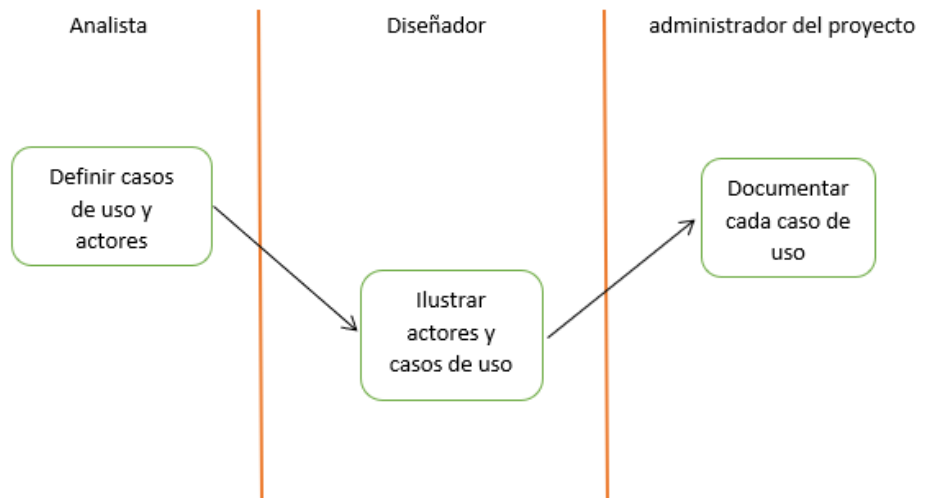 Analista
Diseñador
administrador del proyecto
Definir casos
de uso y
actores
Ilustrar
actores y
casos de uso
Documentar
cada caso de
uso